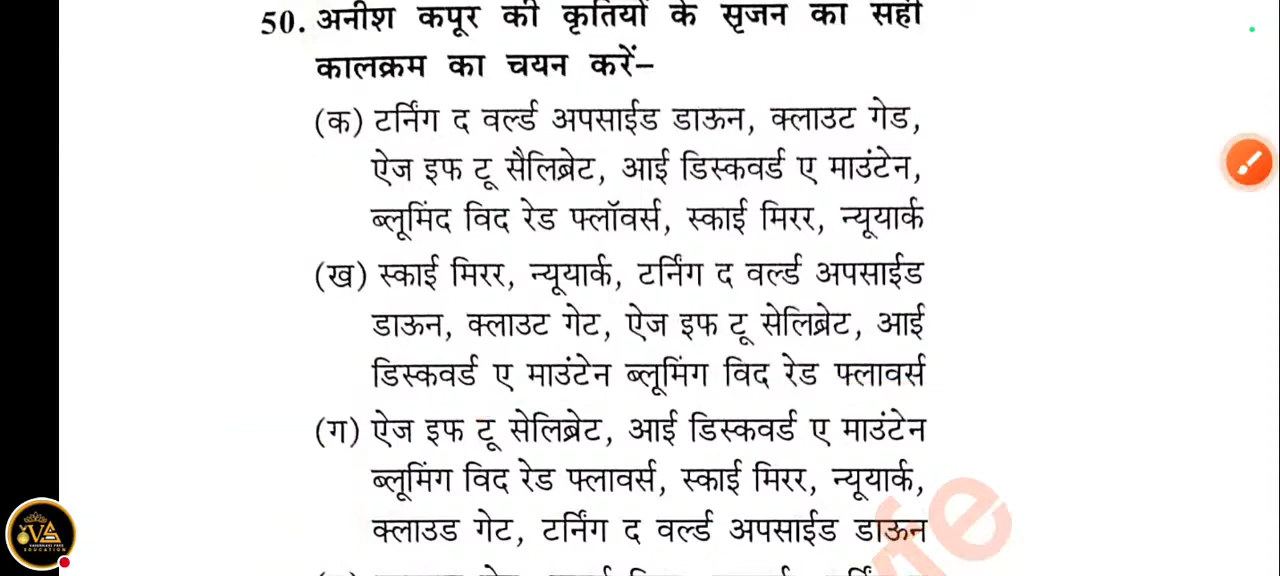 50. अनीश कपूर की कृतियों के सृजन का सही
कालक्रम का चयन करें–
(क) टर्निंग द वर्ल्ड अपसाईड डाऊन, क्लाउट गेड,
ऐज इफ टू सैलिब्रेट, आई डिस्कवर्ड ए माउंटेन,
ब्लूमिंद विद रेड फ्लॉवर्स, स्काई मिरर, न्यूयार्क
(ख) स्काई मिरर, न्यूयार्क, टर्निंग द वर्ल्ड अपसाईड
डाऊन, क्लाउट गेट, ऐज इफ टू सेलिब्रेट, आई
डिस्कवर्ड ए माउंटेन ब्लूमिंग विद रेड फ्लावर्स
(ग) ऐज इफ टू सेलिब्रेट, आई डिस्कवर्ड ए माउंटेन
ब्लूमिंग विद रेड फ्लावर्स, स्काई मिरर, न्यूयार्क,
क्लाउड गेट, टर्निंग द वर्ल्ड अपसाईड डाऊन
EDUCATION